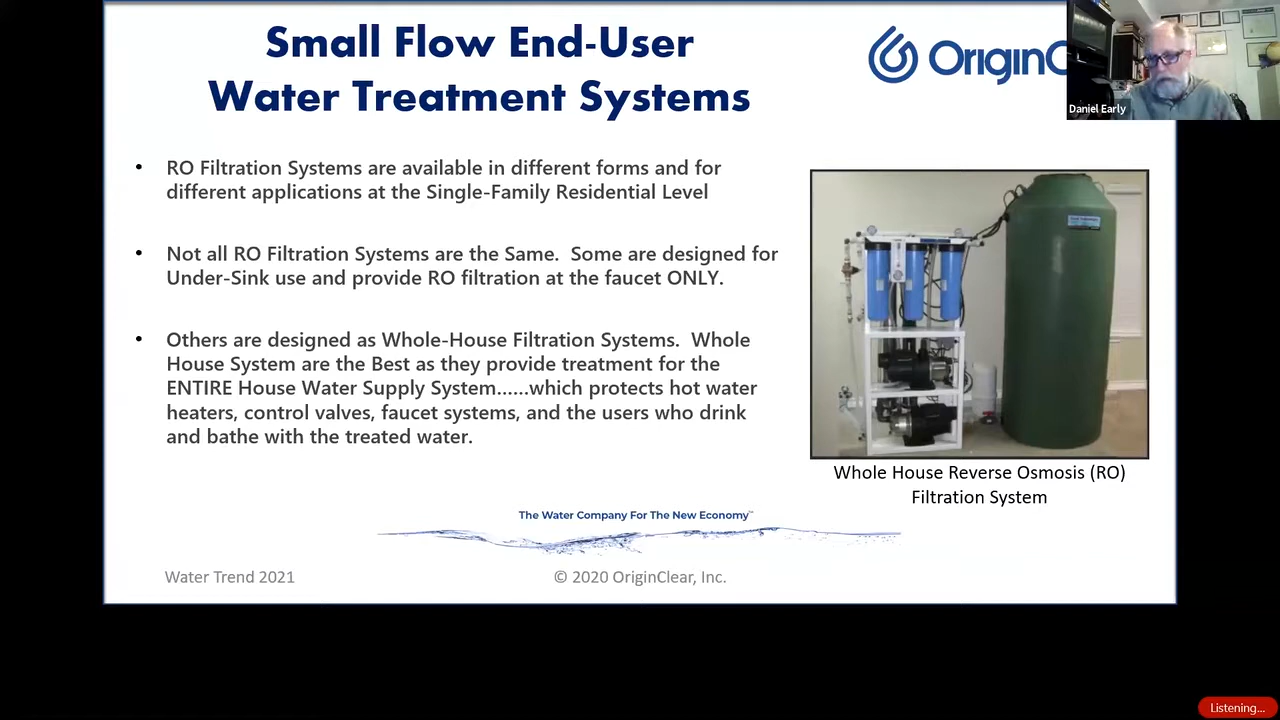 Small Flow End-User
Water Treatment Systems
OriginC
Daniel Early
• RO Filtration Systems are available in different forms and for
different applications at the Single-Family Residential Level
• Not all RO Filtration Systems are the Same. Some are designed for
Under-Sink use and provide RO filtration at the faucet ONLY.
• Others are designed as Whole-House Filtration Systems. Whole
House System are the Best as they provide treatment for the
ENTIRE House Water Supply System......which protects hot water
heaters, control valves, faucet systems, and the users who drink
and bathe with the treated water.
Whole House Reverse Osmosis (RO)
Filtration System
The Water Company For The New Economy™
Water Trend 2021
© 2020 OriginClear, Inc.
Listening...